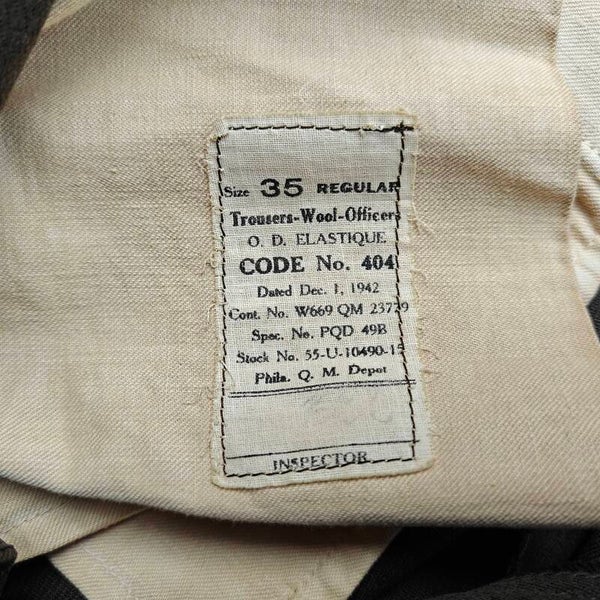 Size 35 REGULAR
Trousers-Wool-Officers
O. D. ELASTIQUE
CODE No. 404
Dated Dec. 1, 1942
Cont. No. W669 QM 23729
Spec. No. PQD 49B
Stock No. 55-U-10490-15
Phila. Q. M. Depot
INSPECTOR